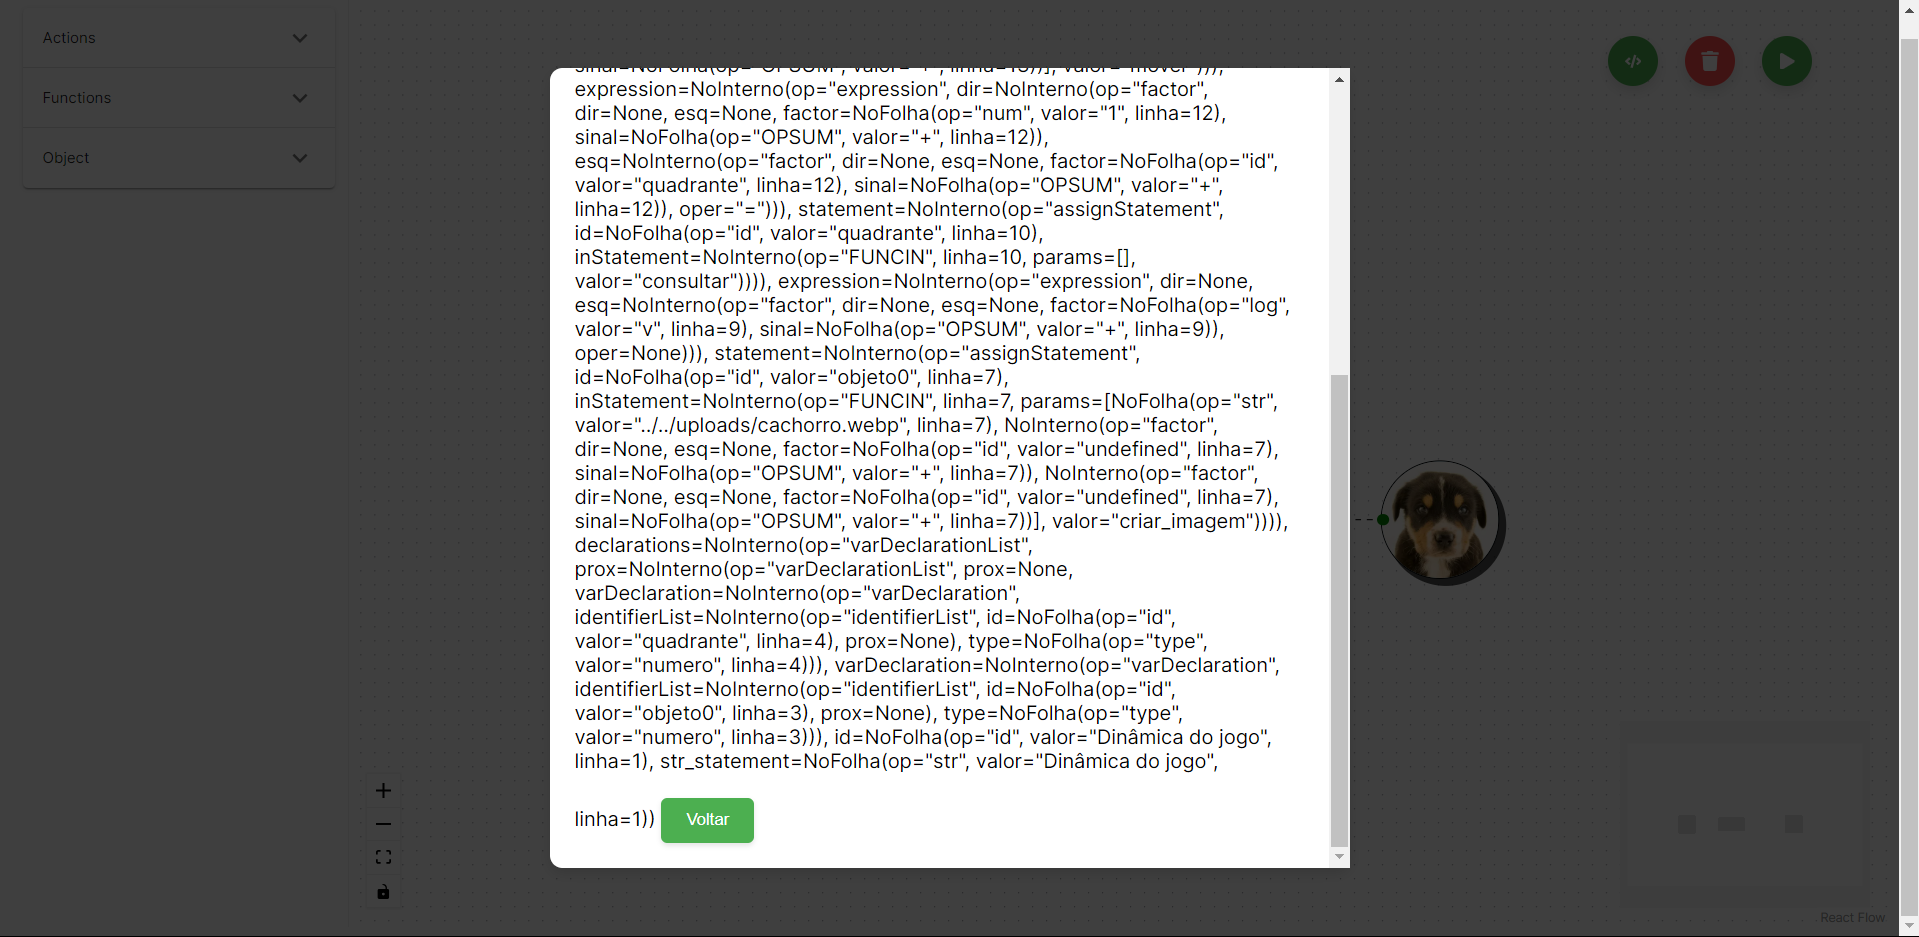 Actions
Functions
Object
expression=NoInterno(op="expression", dir=NoInterno(op="factor",
dir=None, esq=None, factor=NoFolha(op="num", valor="1", linha=12),
sinal=NoFolha(op="OPSUM", valor="+", linha=12)),
esq=NoInterno(op="factor", dir=None, esq=None, factor=NoFolha(op="id",
valor="quadrante", linha=12), sinal=NoFolha(op="OPSUM", valor="+",
linha=12)), oper="="))), statement=NoInterno(op="assignStatement",
id=NoFolha(op="id", valor="quadrante", linha=10),
inStatement=NoInterno(op="FUNCIN", linha=10, params=[],
valor="consultar")))), expression=NoInterno(op="expression", dir=None,
esq=NoInterno(op="factor", dir=None, esq=None, factor=NoFolha(op="log",
valor="v", linha=9), sinal=NoFolha(op="OPSUM", valor="+", linha=9)),
oper=None))), statement=NoInterno(op="assignStatement",
id=NoFolha(op="id", valor="objeto0", linha=7),
inStatement=NoInterno(op="FUNCIN", linha=7, params=[NoFolha(op="str",
valor="../../uploads/cachorro.webp", linha=7), NoInterno(op="factor",
dir=None, esq=None, factor=NoFolha(op="id", valor="undefined", linha=7),
sinal=NoFolha(op="OPSUM", valor="+", linha=7)), NoInterno(op="factor",
dir=None, esq=None, factor=NoFolha(op="id", valor="undefined", linha=7),
sinal=NoFolha(op="OPSUM", valor="+", linha=7))], valor="criar_imagem")))),
declarations=NoInterno(op="varDeclarationList",
prox=NoInterno(op="varDeclarationList", prox=None,
varDeclaration=NoInterno(op="varDeclaration",
identifierList=NoInterno(op="identifierList", id=NoFolha(op="id",
valor="quadrante", linha=4), prox=None), type=NoFolha(op="type",
valor="numero", linha=4))), varDeclaration=NoInterno(op="varDeclaration",
identifierList=NoInterno(op="identifierList", id=NoFolha(op="id",
valor="objeto0", linha=3), prox=None), type=NoFolha(op="type",
valor="numero", linha=3))), id=NoFolha(op="id", valor="Dinâmica do jogo",
linha=1), str_statement=NoFolha(op="str", valor="Dinâmica do jogo",
linha=1)) Voltar
React Flow